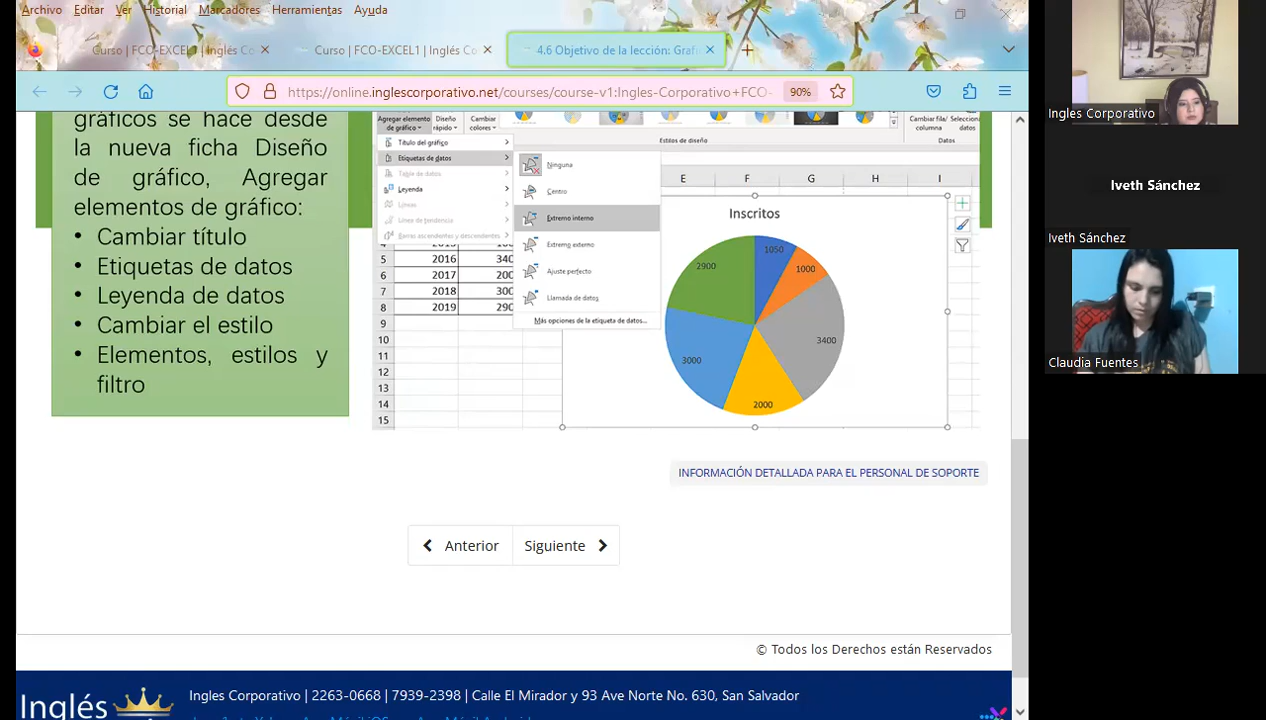 Archivo Editar Ver Historial Marcadores Herramientas Ayuda
Curso | FCO-EXCEL1 | Inglés Co
Curso | FCO-EXCEL1 | Inglés Co
4.6 Objetivo de la lección: Grafi
https://online.inglescorporativo.net/courses/course-v1:Ingles-Corporativo+FCO-
90%
gráficos se hace desde
la nueva ficha Diseño
de gráfico, Agregar
elementos de gráfico:
• Cambiar título
• Etiquetas de datos
• Leyenda de datos
• Cambiar el estilo
• Elementos, estilos y
filtro
Agregar elemento de gráfico
Diseño rápido
Cambiar colores
Estilos de diseño
Cambiar fila/ columna
Selecciona datos
Datos
Título del gráfico
Etiquetas de datos
Tabla de datos
Leyenda
Líneas
Línea de tendencia
Barras ascendentes y descendentes
Ninguna
Centro
Extremo interno
Extremo externo
Ajuste perfecto
Llamada de datos
Más opciones de la etiqueta de datos...
E F G H I
5 2016 340
6 2017 200
7 2018 300
8 2019 290
9
10
11
12
13
14
15
Inscritos
1050
1000
3400
2000
3000
2900
INFORMACIÓN DETALLADA PARA EL PERSONAL DE SOPORTE
Anterior
Siguiente
© Todos los Derechos están Reservados
Inglés
Ingles Corporativo | 2263-0668 | 7939-2398 | Calle El Mirador y 93 Ave Norte No. 630, San Salvador
Ingles Corporativo
Iveth Sánchez
Iveth Sánchez
Claudia Fuentes